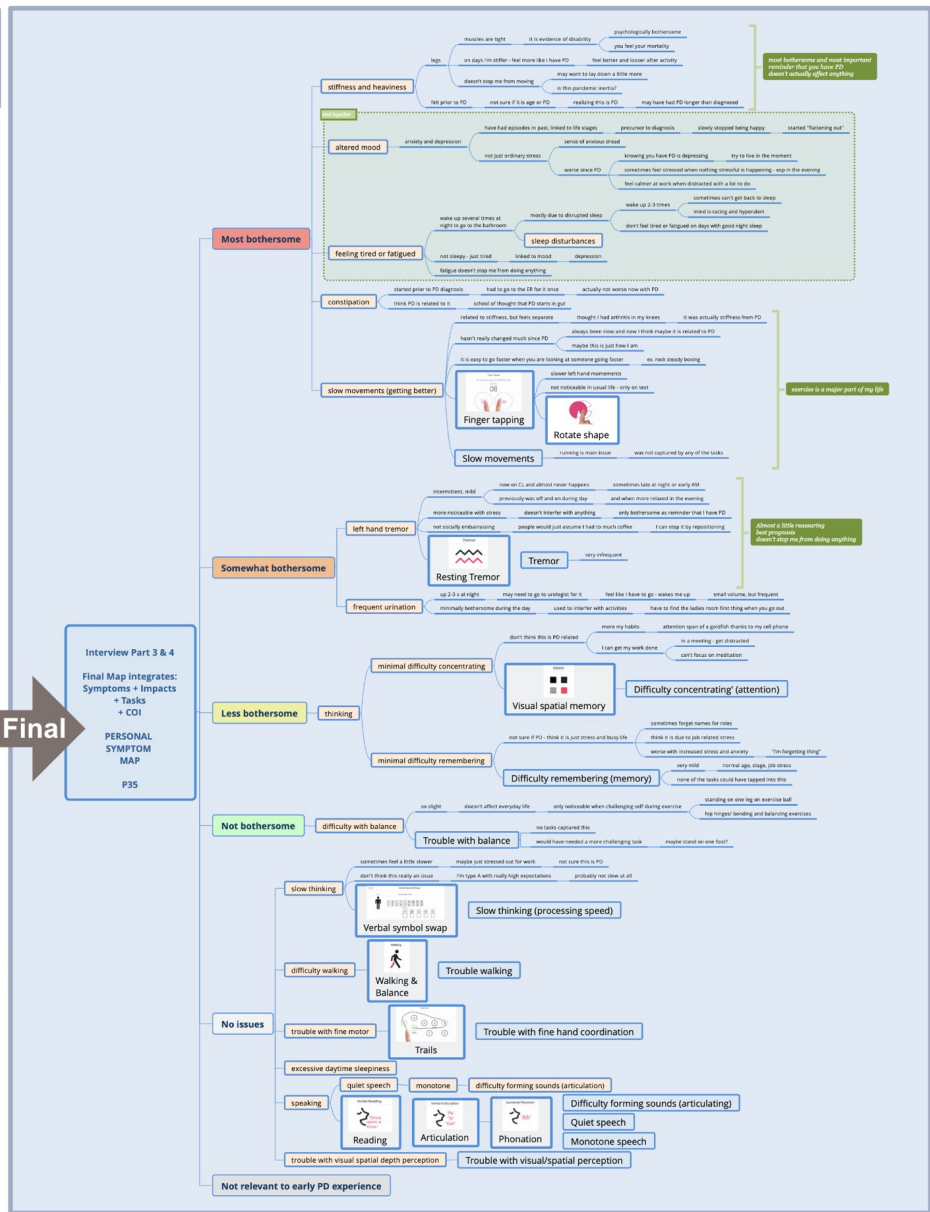 Final
Interview Part 3 & 4
Final Map integrates:
Symptoms + Impacts
+ Tasks
+ COI
PERSONAL
SYMPTOM
MAP
P35
Most bothersome
stiffness and heaviness
legs
muscles are tight
it is evidence of disability
psychologically bothersome
you feel your mortality
on days I'm stiffer - feel more like I have PD
feel better and looser after activity
doesn't stop me from moving
may want to lay down a little more
is this pandemic inertia?
felt prior to PD
not sure if it is age or PD
realizing this is PD
may have had PD longer than diagnosed
most bothersome and most important
reminder that you have PD
doesn't actually affect anything
altered mood
anxiety and depression
have had episodes in past, linked to life stages
precursor to diagnosis
slowly stopped being happy
started "flattening out"
not just ordinary stress
sense of anxious dread
worse since PD
knowing you have PD is depressing
try to live in the moment
sometimes feel stressed when nothing stressful is happening - esp in the evening
feel calmer at work when distracted with a lot to do
feeling tired or fatigued
wake up several times at
night to go to the bathroom
mostly due to disrupted sleep
wake up 2-3 times
sometimes can't get back to sleep
mind is racing and hyperalert
don't feel tired or fatigued on days with good night sleep
sleep disturbances
not sleepy - just tired
linked to mood
depression
fatigue doesn't stop me from doing anything
constipation
started prior to PD diagnosis
had to go to the ER for it once
actually not worse now with PD
think PD is related to it
school of thought that PD starts in gut
slow movements (getting better)
related to stiffness, but feels separate
thought I had arthritis in my knees
it was actually stiffness from PD
hasn't really changed much since PD
always been slow and now I think maybe it is related to PD
maybe this is just how I am
it is easy to go faster when you are looking at someone going faster
ex. rock steady boxing
08
Finger tapping
slower left hand momements
not noticeable in usual life - only on test
Rotate shape
Slow movements
running is main issue
was not captured by any of the tasks
exercise is a major part of my life
Somewhat bothersome
left hand tremor
intermittent, mild
now on CL and almost never happens
sometimes late at night or early AM
previously was off and on during day
and when more relaxed in the evening
more noticeable with stress
doesn't interfer with anything
only bothersome as reminder that I have PD
not socially embarrassing
people would just assume I had to much coffee
I can stop it by repositioning
Tremor
Resting Tremor
Tremor
very infrequent
Almost a little reassuring
best prognosis
doesn't stop me from doing anything
frequent urination
up 2-3 x at night
may need to go to urologist for it
feel like I have to go - wakes me up
small volume, but frequent
minimally bothersome during the day
used to interfer with activities
have to find the ladies room first thing when you go out
Less bothersome
thinking
minimal difficulty concentrating
don't think this is PD related
more my habits
attention span of a goldfish thanks to my cell phone
I can get my work done
in a meeting - get distracted
can't focus on meditation
Visual spatial memory
Difficulty concentrating' (attention)
minimal difficulty remembering
not sure if PD - think it is just stress and busy life
sometimes forget names for roles
think it is due to job related stress
worse with increased stress and anxiety
"I'm forgetting thing"
Difficulty remembering (memory)
very mild
normal age, stage, job stress
none of the tasks could have tapped into this
Not bothersome
difficulty with balance
so slight
doesn't affect everyday life
only noticeable when challenging self during exercise
standing on one leg on exercise ball
hip hinges/ bending and balancing exercises
Trouble with balance
no tasks captured this
would have needed a more challenging task
maybe stand on one foot?
No issues
slow thinking
sometimes feel a little slower
maybe just stressed out for work
not sure this is PD
don't think this really an issue
I'm type A with really high expectations
probably not slew at all
Verbal symbol swap
Slow thinking (processing speed)
difficulty walking
Walking
Walking &
Balance
Trouble walking
trouble with fine motor
Trails
Trouble with fine hand coordination
excessive daytime sleepiness
speaking
quiet speech
monotone
difficulty forming sounds (articulation)
Reading
Articulation
"Ah"
Phonation
Difficulty forming sounds (articulating)
Quiet speech
Monotone speech
trouble with visual spatial depth perception
Trouble with visual/spatial perception
Not relevant to early PD experience